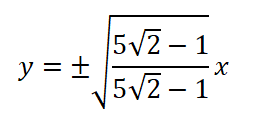 y = ±√((5√2 − 1)/(5√2 − 1)) x